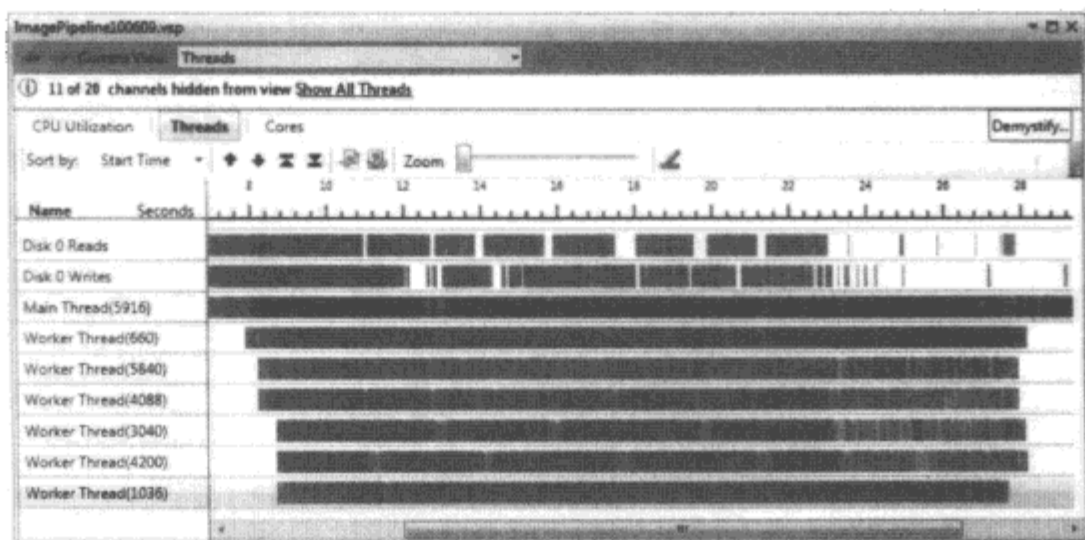 ImagePipeline100609.vsp
Current View: Threads
11 of 20 channels hidden from view Show All Threads
CPU Utilization Threads Cores Demystify...
Sort by: Start Time Zoom
8 10 12 14 16 18 20 22 24 26 28
Name Seconds
Disk 0 Reads
Disk 0 Writes
Main Thread(5916)
Worker Thread(660)
Worker Thread(5640)
Worker Thread(4088)
Worker Thread(3040)
Worker Thread(4200)
Worker Thread(1036)